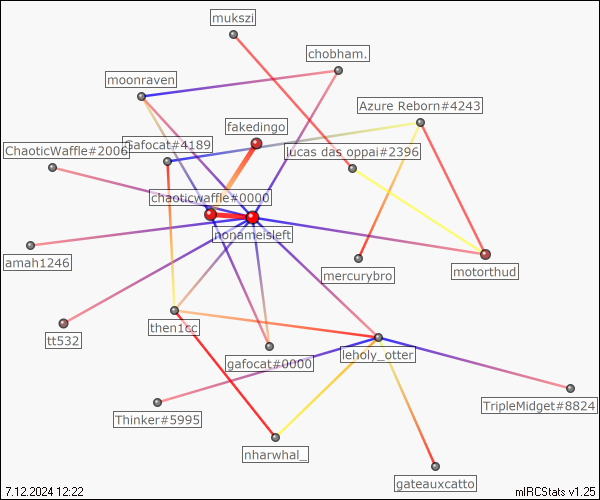 mukszi
chobham.
moonraven
Azure Reborn#4243
fakedingo
Gafocat#4189
ChaoticWaffle#2006
lucas das oppai#2396
chaoticwaffle#0000
nonameisleft
amah1246
mercurybro
motorthud
then1cc
tt532
gafocat#0000
leholy_otter
Thinker#5995
TripleMidget#8824
nharwhal_
gateauxcatto
7.12.2024 12:22
mIRCStats v1.25